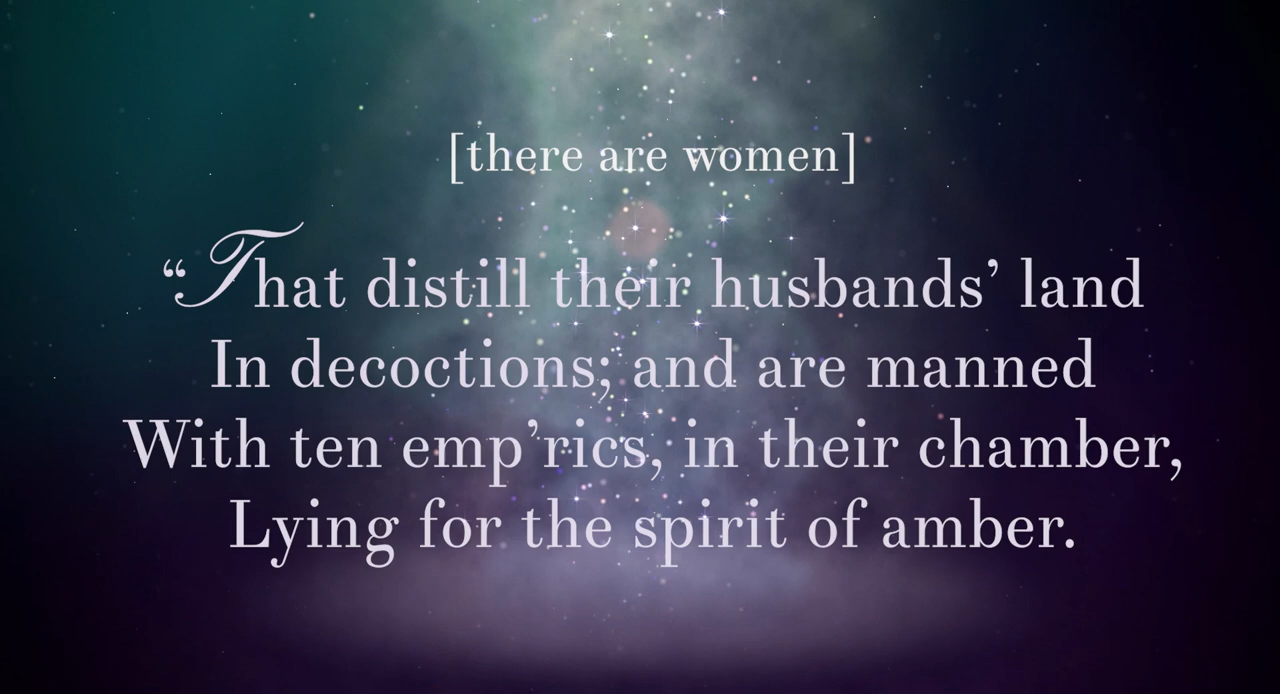 [there are women]
“That distill their husbands’ land
In decoctions; and are manned
With ten emp’rics, in their chamber,
Lying for the spirit of amber.